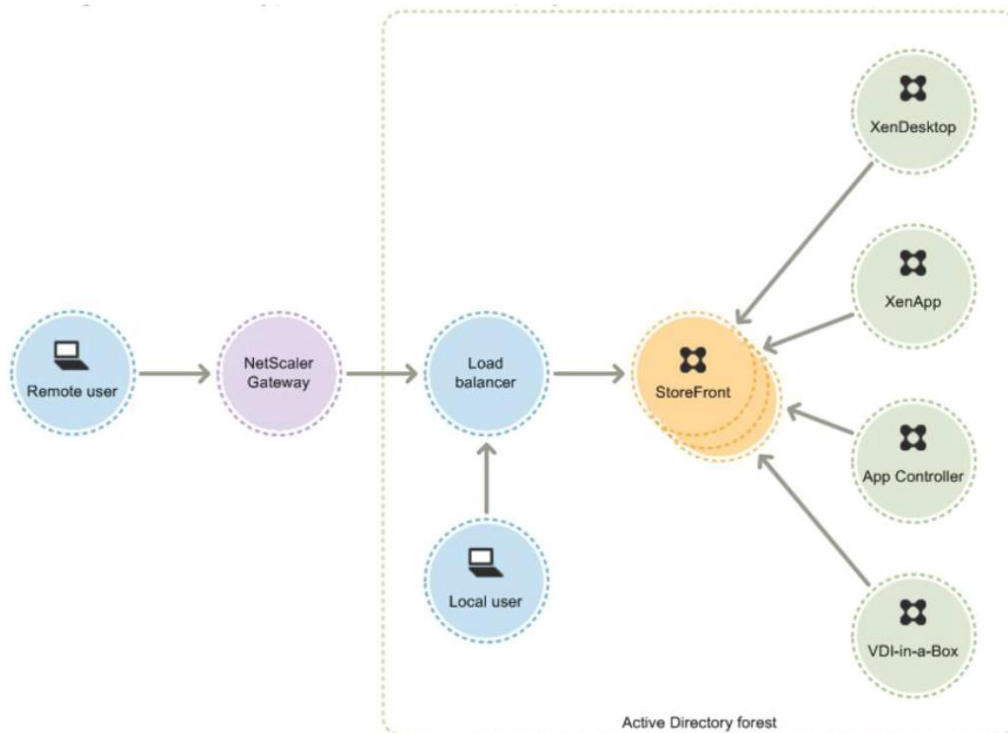 XenDesktop
XenApp
Remote user
NetScaler
Gateway
Load
balancer
StoreFront
App Controller
Local user
VDI-in-a-Box
Active Directory forest